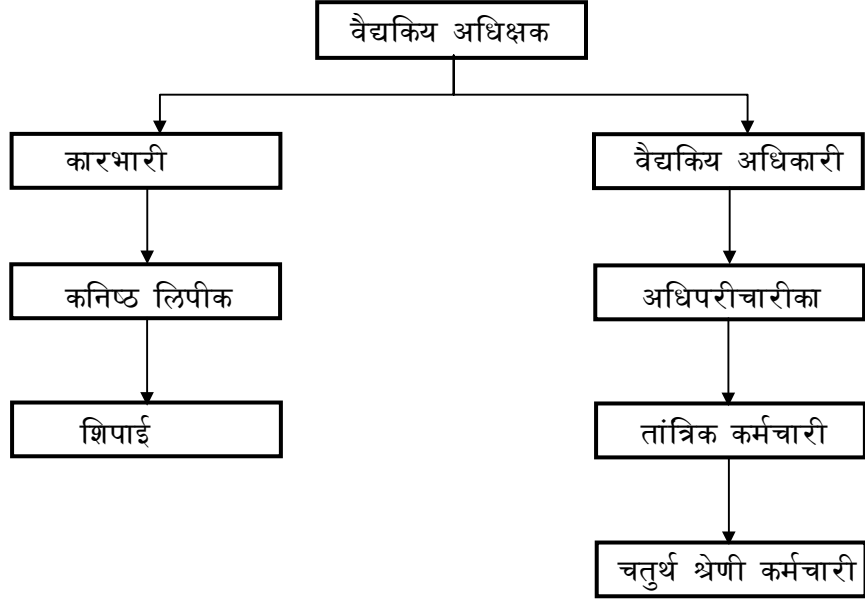 वैद्यकिय अधिक्षक
कारभारी
वैद्यकिय अधिकारी
कनिष्ठ लिपीक
अधिपरीचारीका
शिपाई
तांत्रिक कर्मचारी
चतुर्थ श्रेणी कर्मचारी